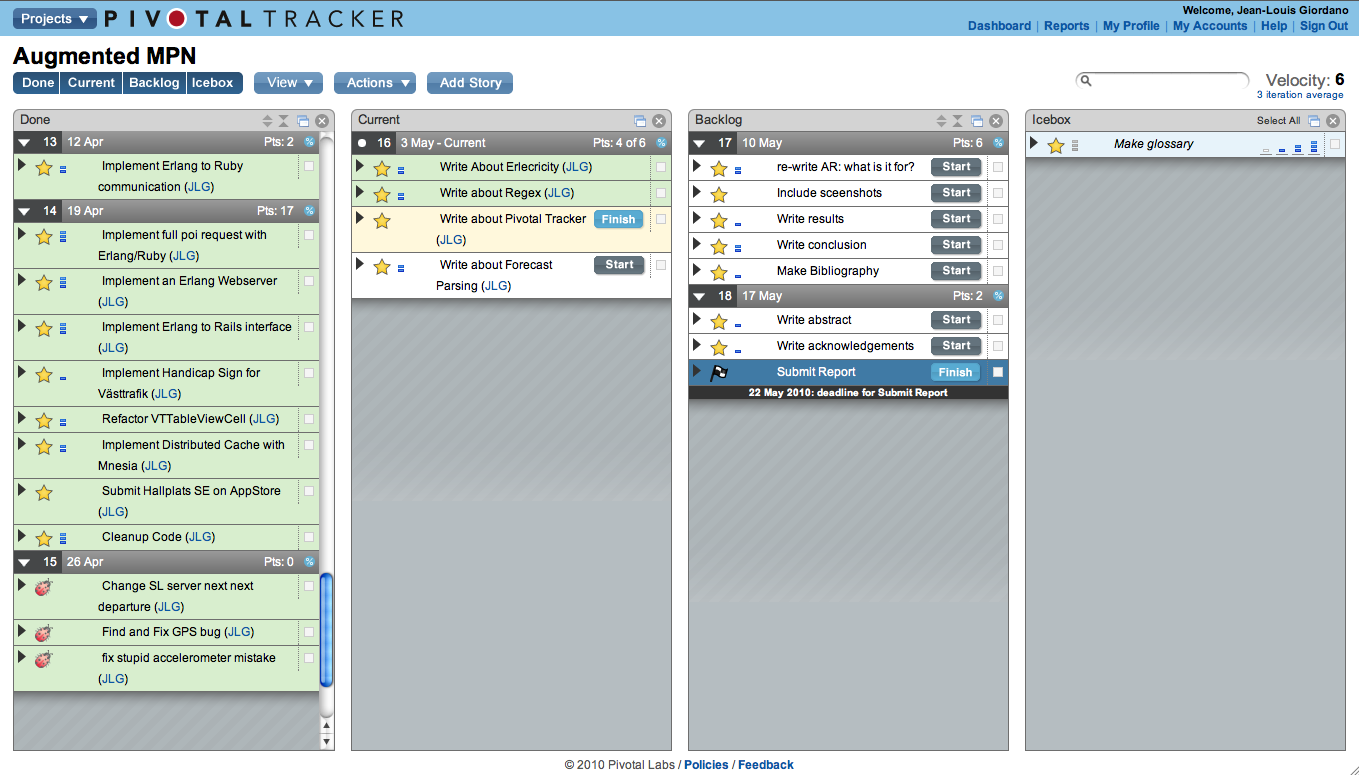 Projects ▼ PIVOTAL TRACKER
Welcome, Jean-Louis Giordano
Dashboard | Reports | My Profile | My Accounts | Help | Sign Out
Augmented MPN
Done Current Backlog Icebox View ▼ Actions ▼ Add Story
Velocity: 6
3 iteration average
Done
13 12 Apr Pts: 2 %
Implement Erlang to Ruby
communication (JLG)
14 19 Apr Pts: 17 %
Implement full poi request with
Erlang/Ruby (JLG)
Implement an Erlang Webserver
(JLG)
Implement Erlang to Rails interface
(JLG)
Implement Handicap Sign for
Västtrafik (JLG)
Refactor VTTableViewCell (JLG)
Implement Distributed Cache with
Mnesia (JLG)
Submit Hallplats SE on AppStore
(JLG)
Cleanup Code (JLG)
15 26 Apr Pts: 0 %
Change SL server next next
departure (JLG)
Find and Fix GPS bug (JLG)
fix stupid accelerometer mistake
(JLG)
Current
16 3 May - Current Pts: 4 of 6 %
Write About Erlecricity (JLG)
Write about Regex (JLG)
Write about Pivotal Tracker Finish
(JLG)
Write about Forecast Start
Parsing (JLG)
Backlog
17 10 May Pts: 6 %
re-write AR: what is it for? Start
Include sceenshots Start
Write results Start
Write conclusion Start
Make Bibliography Start
18 17 May Pts: 2 %
Write abstract Start
Write acknowledgements Start
Submit Report Finish
22 May 2010: deadline for Submit Report
Icebox Select All
Make glossary
© 2010 Pivotal Labs / Policies / Feedback